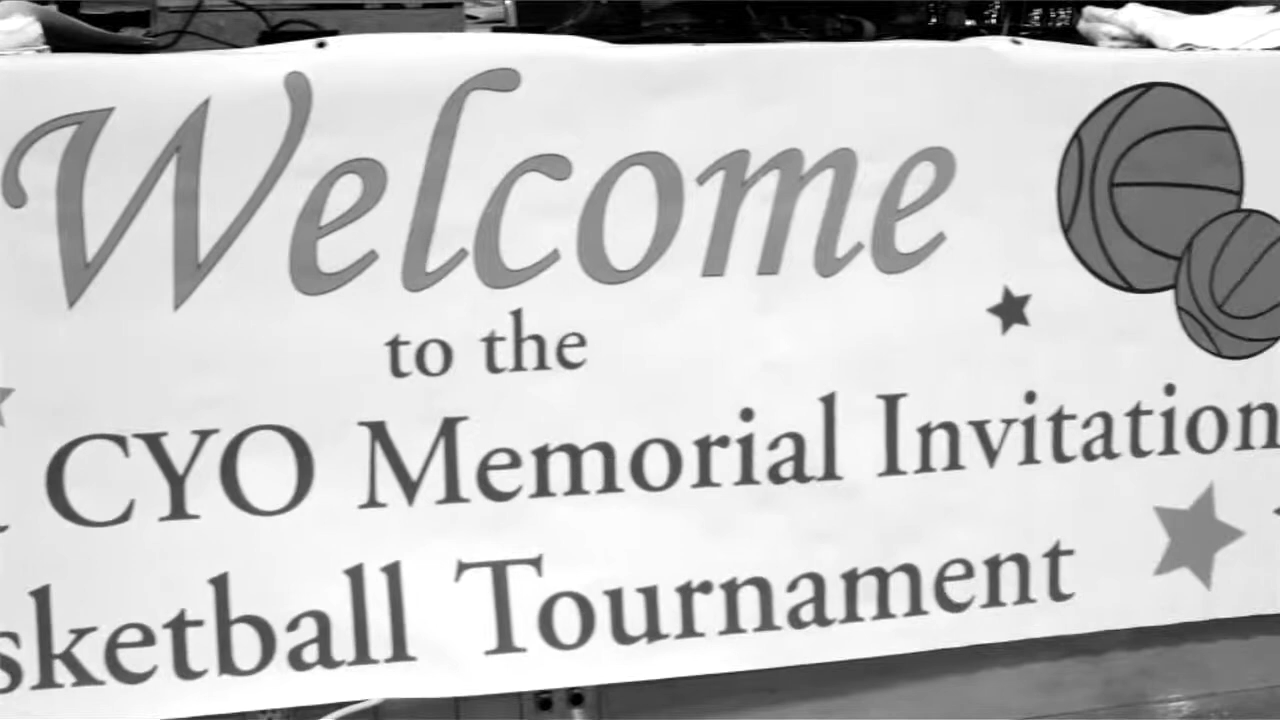 Welcome
to the
CYO Memorial Invitation
sketball Tournament